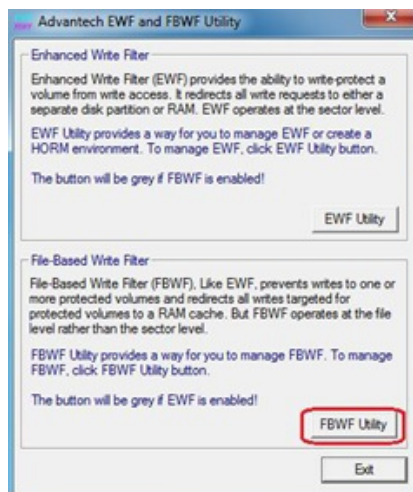 Advantech EWF and FBWF Utility
Enhanced Write Filter
Enhanced Write Filter (EWF) provides the ability to write-protect a
volume from write access. It redirects all write requests to either a
separate disk partition or RAM. EWF operates at the sector level.
EWF Utility provides a way for you to manage EWF or create a
HORM environment. To manage EWF, click EWF Utility button.
The button will be grey if FBWF is enabled!
EWF Utility
File-Based Write Filter
File-Based Write Filter (FBWF), Like EWF, prevents writes to one or
more protected volumes and redirects all writes targeted for
protected volumes to a RAM cache. But FBWF operates at the file
level rather than the sector level.
FBWF Utility provides a way for you to manage FBWF. To manage
FBWF, click FBWF Utility button.
The button will be grey if EWF is enabled!
FBWF Utility
Exit